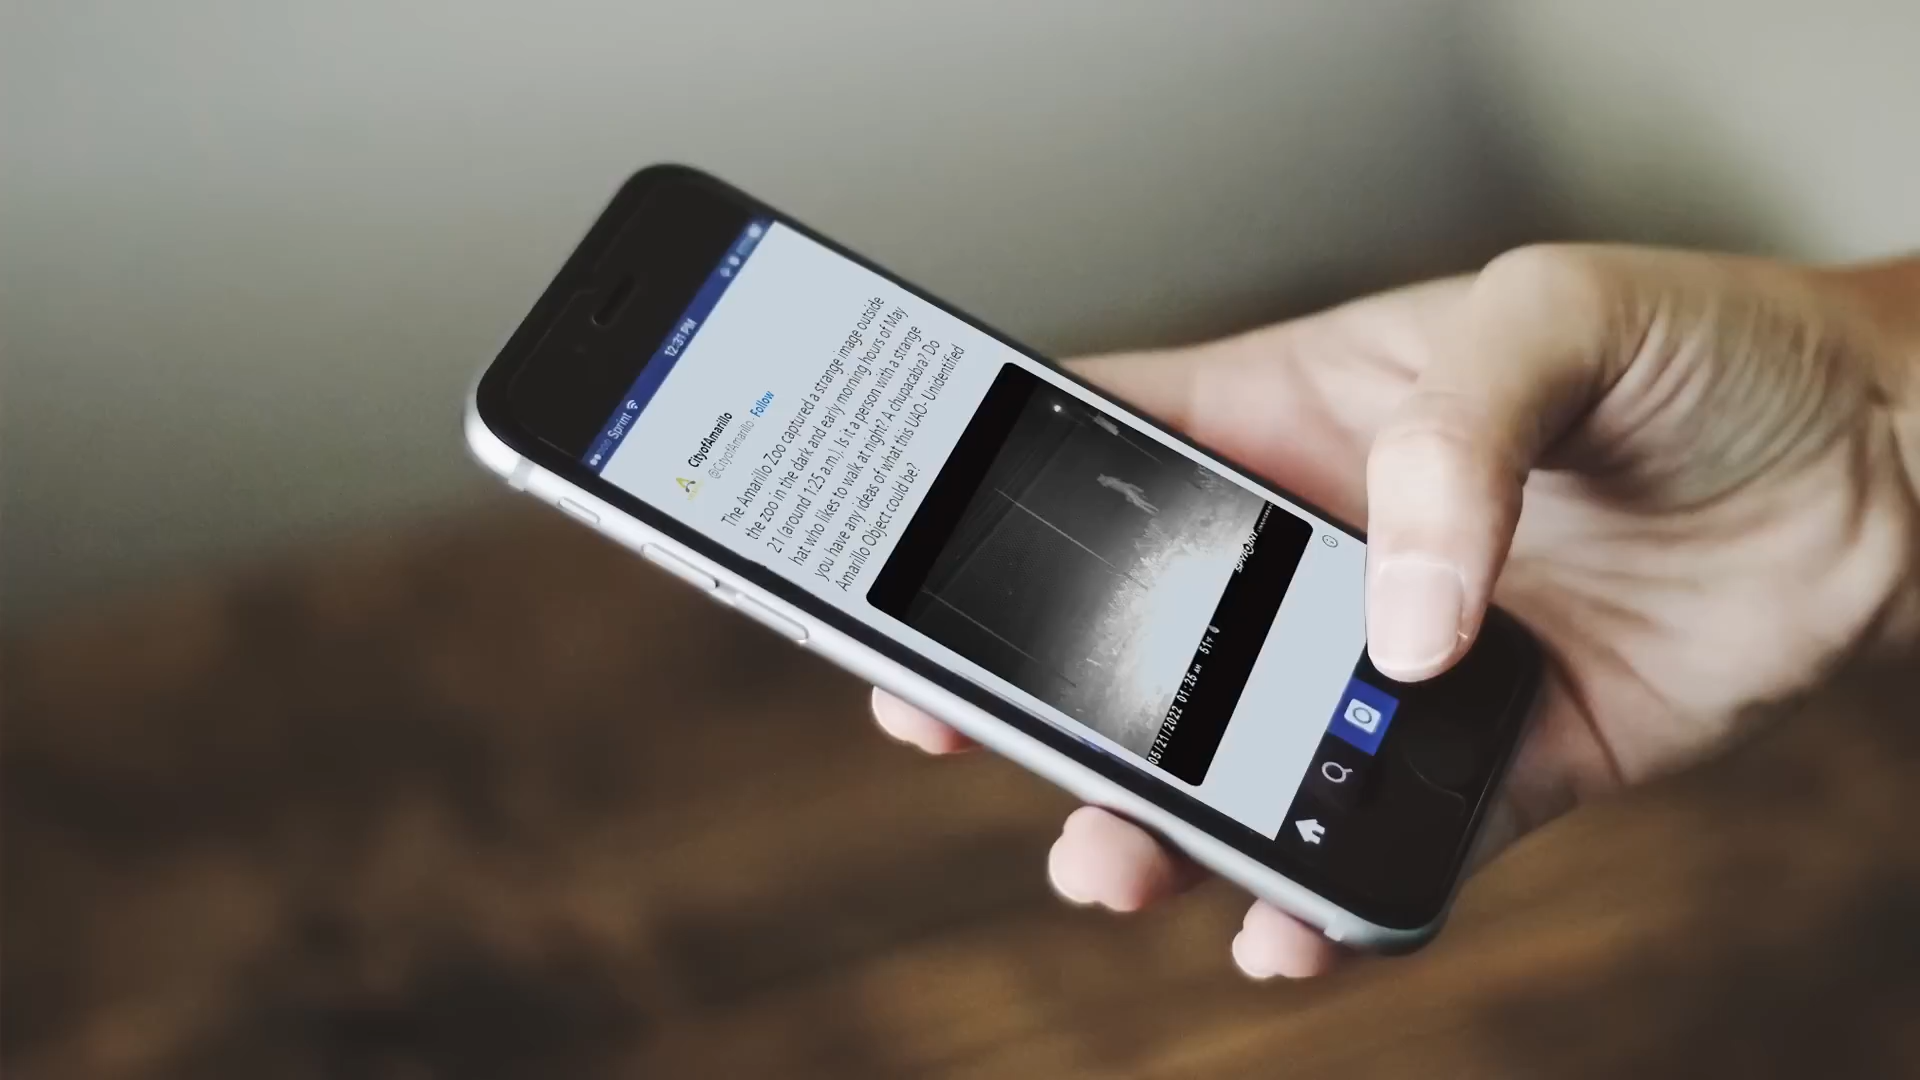 Sprint
12:31 PM
CityofAmarillo
@CityofAmarillo · Follow
The Amarillo Zoo captured a strange image outside
the zoo in the dark and early morning hours of May
21 (around 1:25 a.m.). Is it a person with a strange
hat who likes to walk at night? A chupacabra? Do
you have any ideas of what this UAO- Unidentified
Amarillo Object could be?
05/21/2022 01:25 AM 51°F SPYPOINT